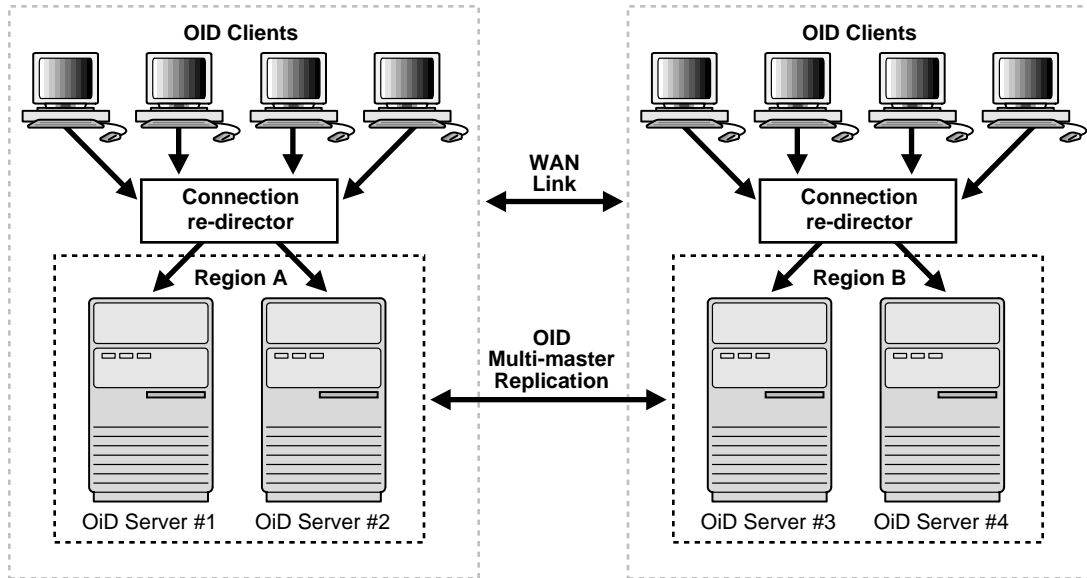 OID Clients
OID Clients
WAN
Link
Connection
re-director
Connection
re-director
Region A
Region B
OID
Multi-master
Replication
OiD Server #1
OiD Server #2
OiD Server #3
OiD Server #4